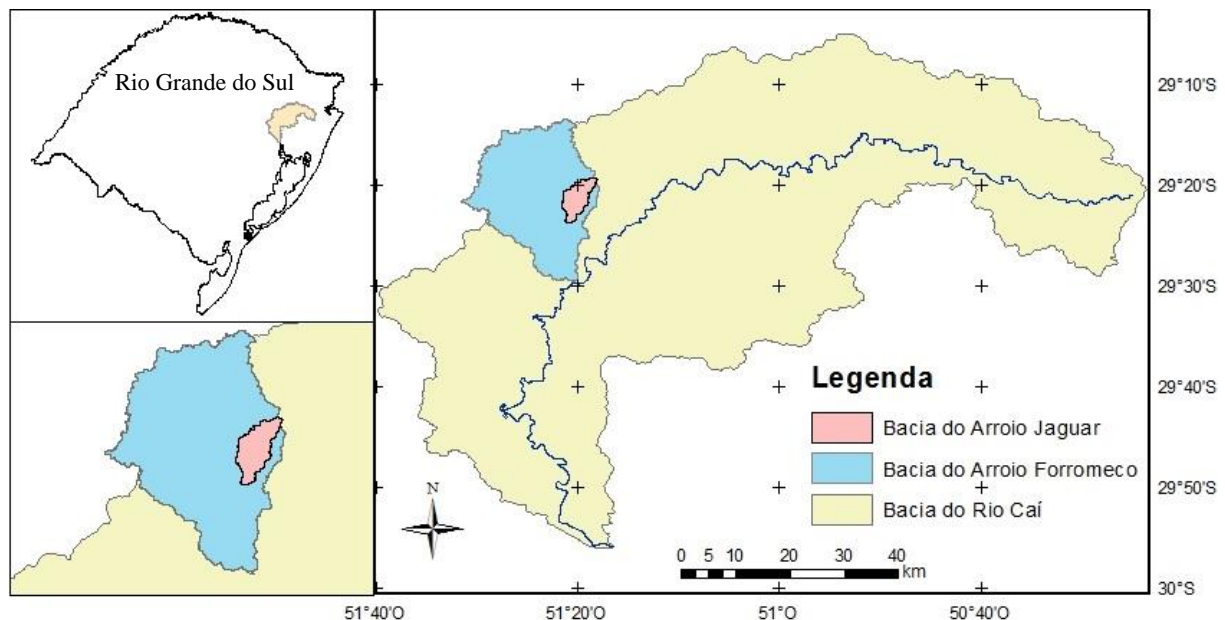 Rio Grande do Sul
29°10'S
29°20'S
29°30'S
29°40'S
29°50'S
30°S
Legenda
Bacia do Arroio Jaguar
Bacia do Arroio Forromeco
Bacia do Rio Caí
N
0 5 10 20 30 40
km
51°40'O 51°20'O 51°O 50°40'O